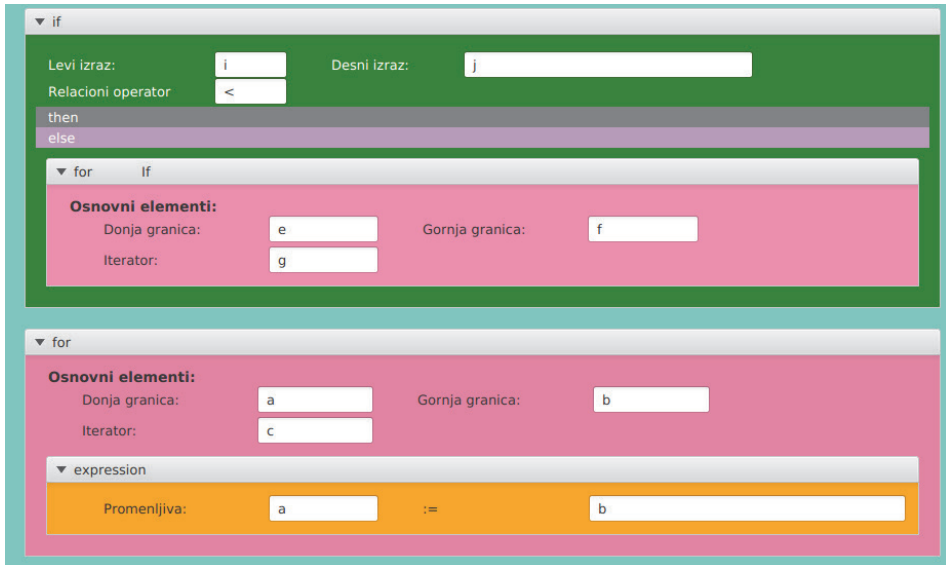 if
Levi izraz: i Desni izraz: j
Relacioni operator <
then
else
for If
Osnovni elementi:
Donja granica: e Gornja granica: f
Iterator: g
for
Osnovni elementi:
Donja granica: a Gornja granica: b
Iterator: c
expression
Promenljiva: a := b